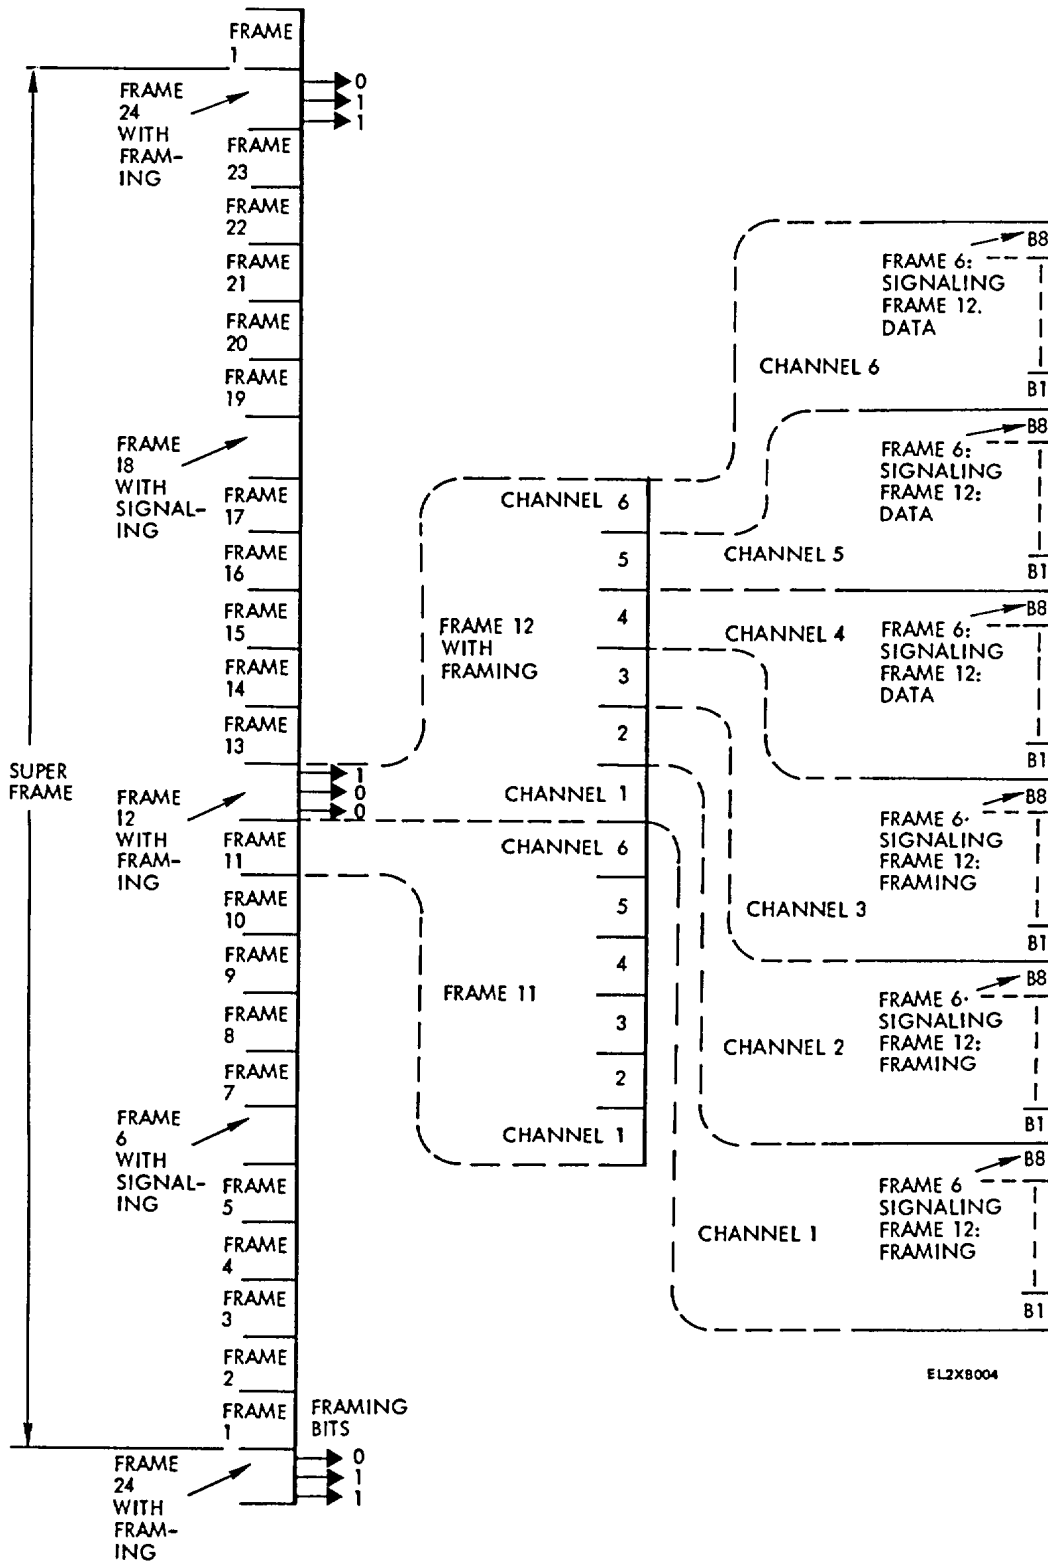 FRAME
1
FRAME
24
WITH
FRAM-
ING
0
1
1
FRAME
23
FRAME
22
FRAME
21
FRAME
20
FRAME
19
FRAME
18
WITH
SIGNAL-
ING
FRAME
17
FRAME
16
FRAME
15
FRAME
14
FRAME
13
SUPER
FRAME
FRAME
12
WITH
FRAM-
ING
1
0
0
FRAME
11
FRAME
10
FRAME
9
FRAME
8
FRAME
7
FRAME
6
WITH
SIGNAL-
ING
FRAME
5
FRAME
4
FRAME
3
FRAME
2
FRAME
1
FRAMING
BITS
FRAME
24
WITH
FRAM-
ING
0
1
1
FRAME 12
WITH
FRAMING
CHANNEL 6
5
4
3
2
CHANNEL 1
FRAME 11
CHANNEL 6
5
4
3
2
CHANNEL 1
CHANNEL 6
FRAME 6:
SIGNALING
FRAME 12.
DATA
B8
B1
CHANNEL 5
FRAME 6:
SIGNALING
FRAME 12:
DATA
B8
B1
CHANNEL 4
FRAME 6:
SIGNALING
FRAME 12:
DATA
B8
B1
CHANNEL 3
FRAME 6·
SIGNALING
FRAME 12:
FRAMING
B8
B1
CHANNEL 2
FRAME 6·
SIGNALING
FRAME 12:
FRAMING
B8
B1
CHANNEL 1
FRAME 6
SIGNALING
FRAME 12:
FRAMING
B8
B1
EL2XB004